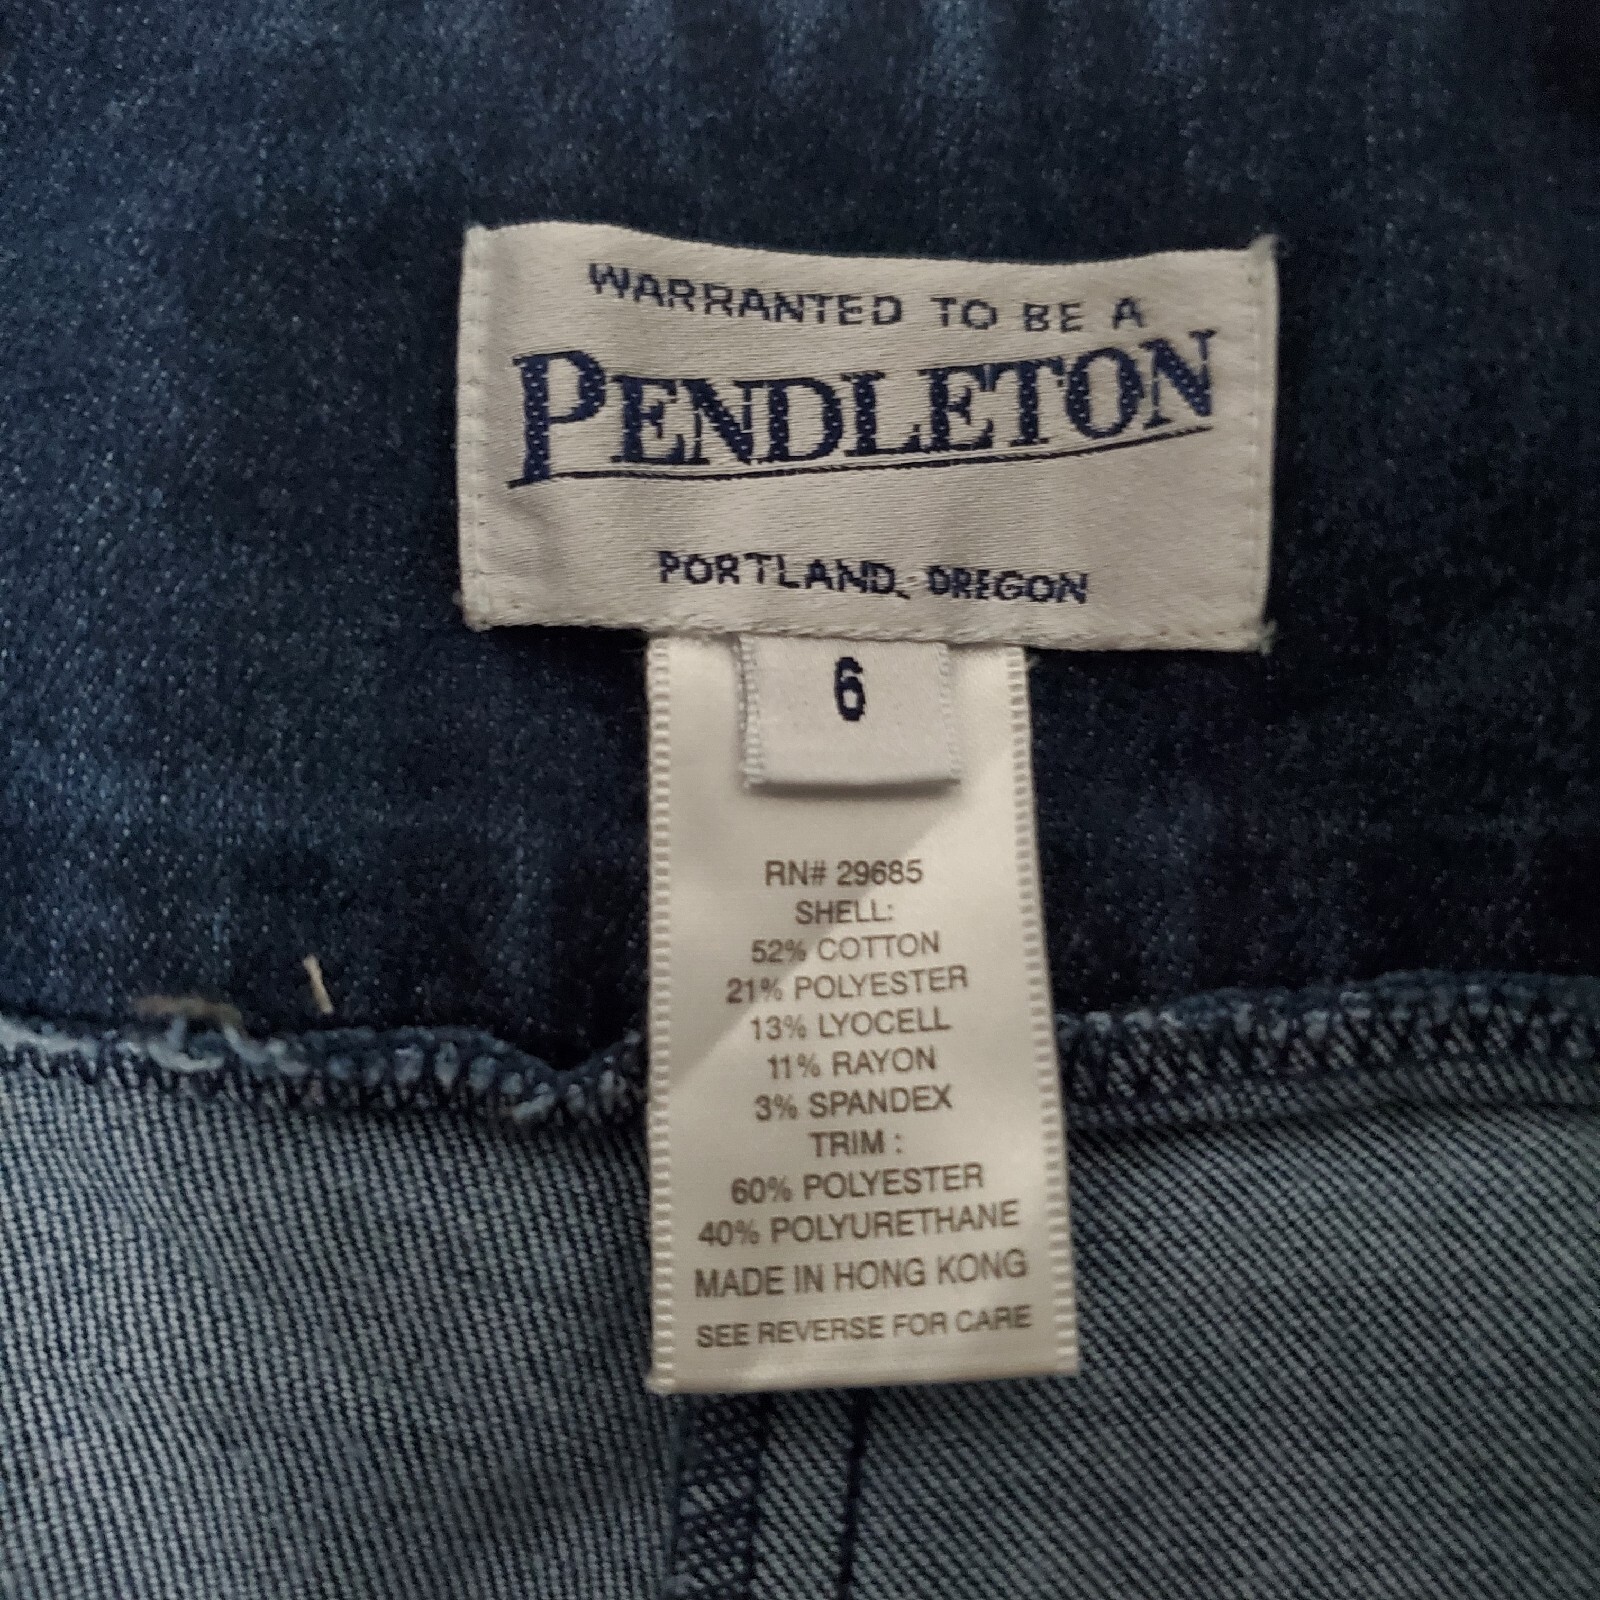 WARRANTED TO BE A
PENDLETON
PORTLAND, OREGON
6
RN# 29685
SHELL:
52% COTTON
21% POLYESTER
13% LYOCELL
11% RAYON
3% SPANDEX
TRIM :
60% POLYESTER
40% POLYURETHANE
MADE IN HONG KONG
SEE REVERSE FOR CARE